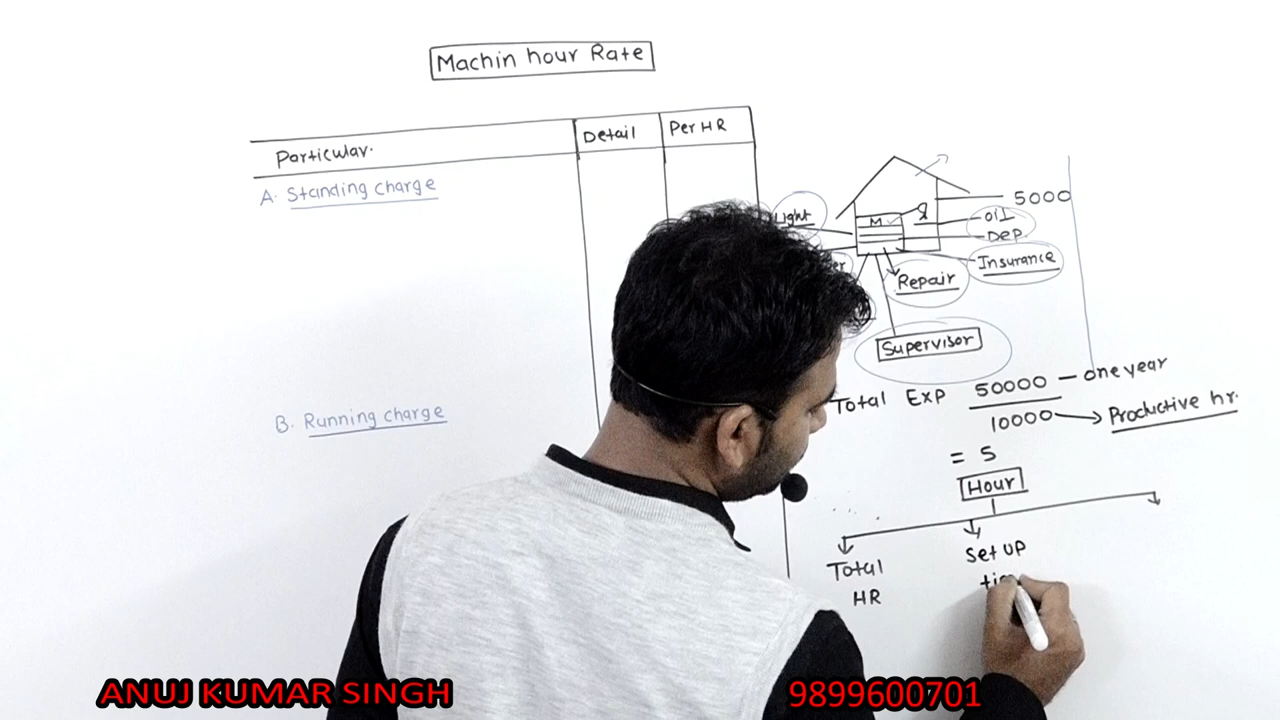 Machin hour Rate
Particular.
Detail
Per HR
A. Standing charge
B. Running charge
Light
M
5000
oil
Dep.
Insurance
Repair
Supervisor
Total Exp 50000 — one year
10000 Productive hr.
= 5
Hour
Total
HR
Set UP
ANUJ KUMAR SINGH
9899600701